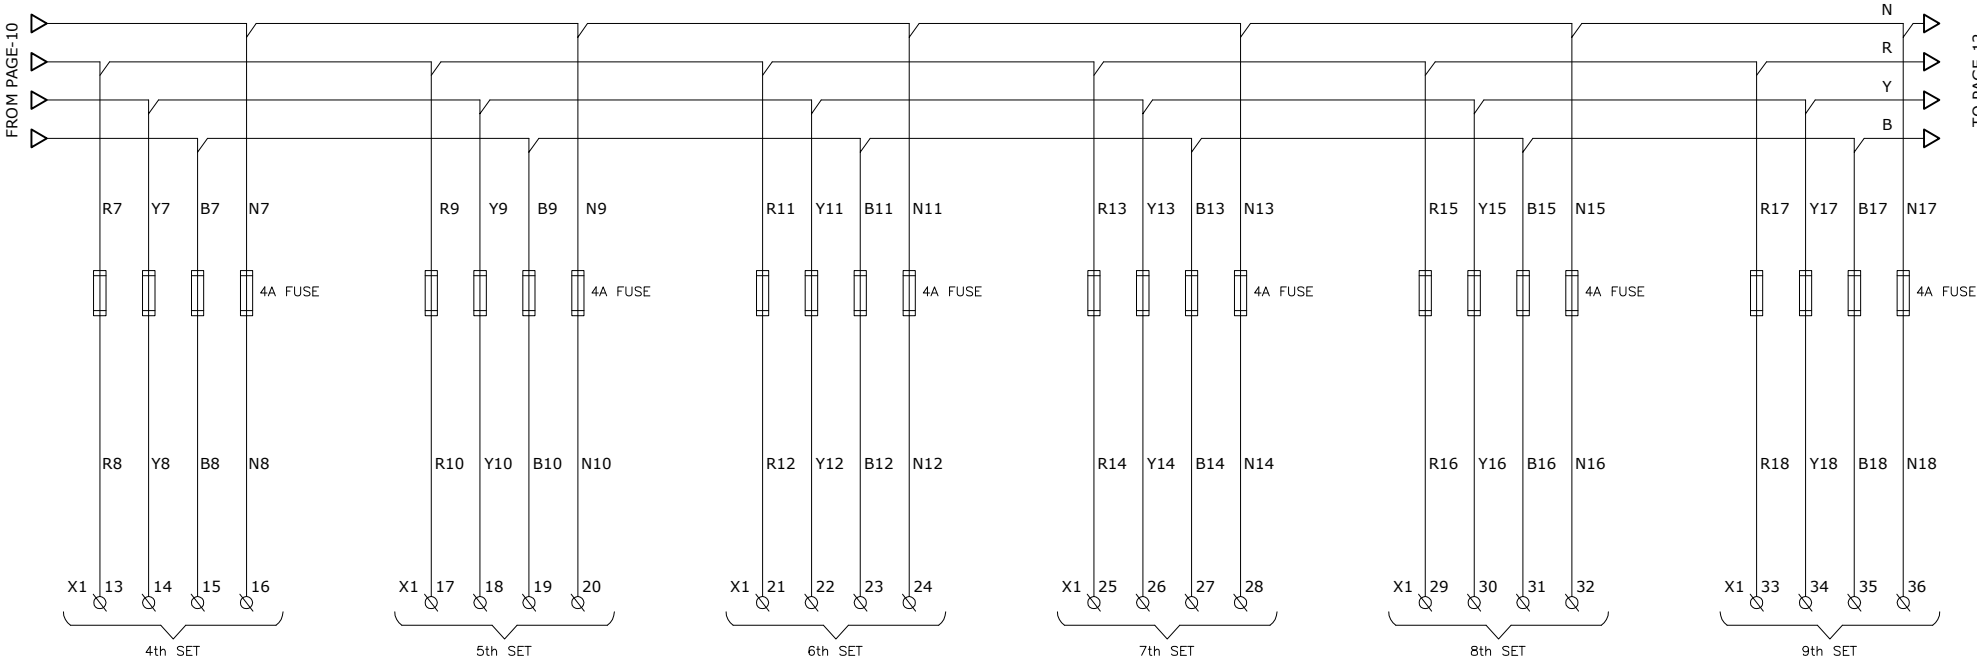 FROM PAGE-10
N
R
Y
B
R7 Y7 B7 N7 R9 Y9 B9 N9 R11 Y11 B11 N11 R13 Y13 B13 N13 R15 Y15 B15 N15 R17 Y17 B17 N17
4A FUSE 4A FUSE 4A FUSE 4A FUSE 4A FUSE 4A FUSE
R8 Y8 B8 N8 R10 Y10 B10 N10 R12 Y12 B12 N12 R14 Y14 B14 N14 R16 Y16 B16 N16 R18 Y18 B18 N18
X1 13 14 15 16 X1 17 18 19 20 X1 21 22 23 24 X1 25 26 27 28 X1 29 30 31 32 X1 33 34 35 36
4th SET 5th SET 6th SET 7th SET 8th SET 9th SET